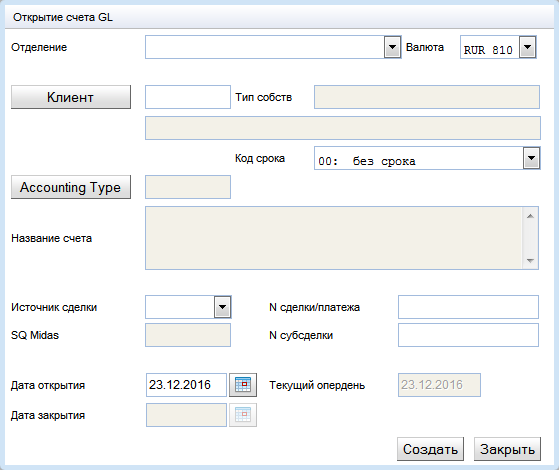 Открытие счета GL
Отделение Валюта RUR 810
Клиент Тип собств
Код срока 00: без срока
Accounting Type
Название счета
Источник сделки N сделки/платежа
SQ Midas N субсделки
Дата открытия 23.12.2016 Текущий опердень 23.12.2016
Дата закрытия
Создать Закрыть